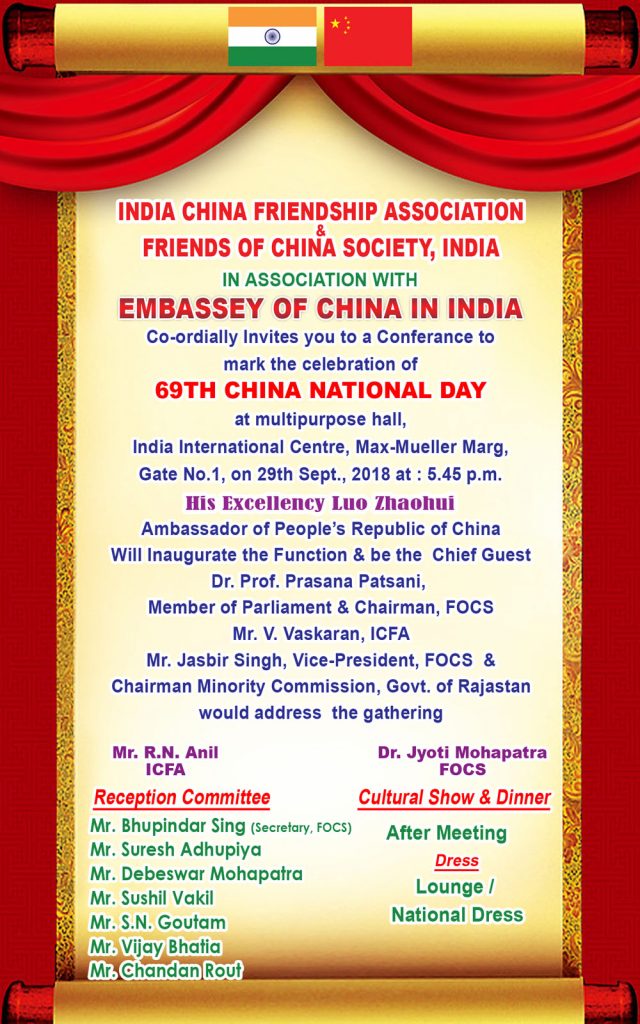 INDIA CHINA FRIENDSHIP ASSOCIATION
&
FRIENDS OF CHINA SOCIETY, INDIA
IN ASSOCIATION WITH
EMBASSEY OF CHINA IN INDIA
Co-ordially Invites you to a Conferance to
mark the celebration of
69TH CHINA NATIONAL DAY
at multipurpose hall,
India International Centre, Max-Mueller Marg,
Gate No.1, on 29th Sept., 2018 at : 5.45 p.m.
His Excellency Luo Zhaohui
Ambassador of People's Republic of China
Will Inaugurate the Function & be the Chief Guest
Dr. Prof. Prasana Patsani,
Member of Parliament & Chairman, FOCS
Mr. V. Vaskaran, ICFA
Mr. Jasbir Singh, Vice-President, FOCS &
Chairman Minority Commission, Govt. of Rajastan
would address the gathering
Mr. R.N. Anil
ICFA
Dr. Jyoti Mohapatra
FOCS
Reception Committee
Mr. Bhupindar Sing (Secretary, FOCS)
Mr. Suresh Adhupiya
Mr. Debeswar Mohapatra
Mr. Sushil Vakil
Mr. S.N. Goutam
Mr. Vijay Bhatia
Mr. Chandan Rout
Cultural Show & Dinner
After Meeting
Dress
Lounge /
National Dress